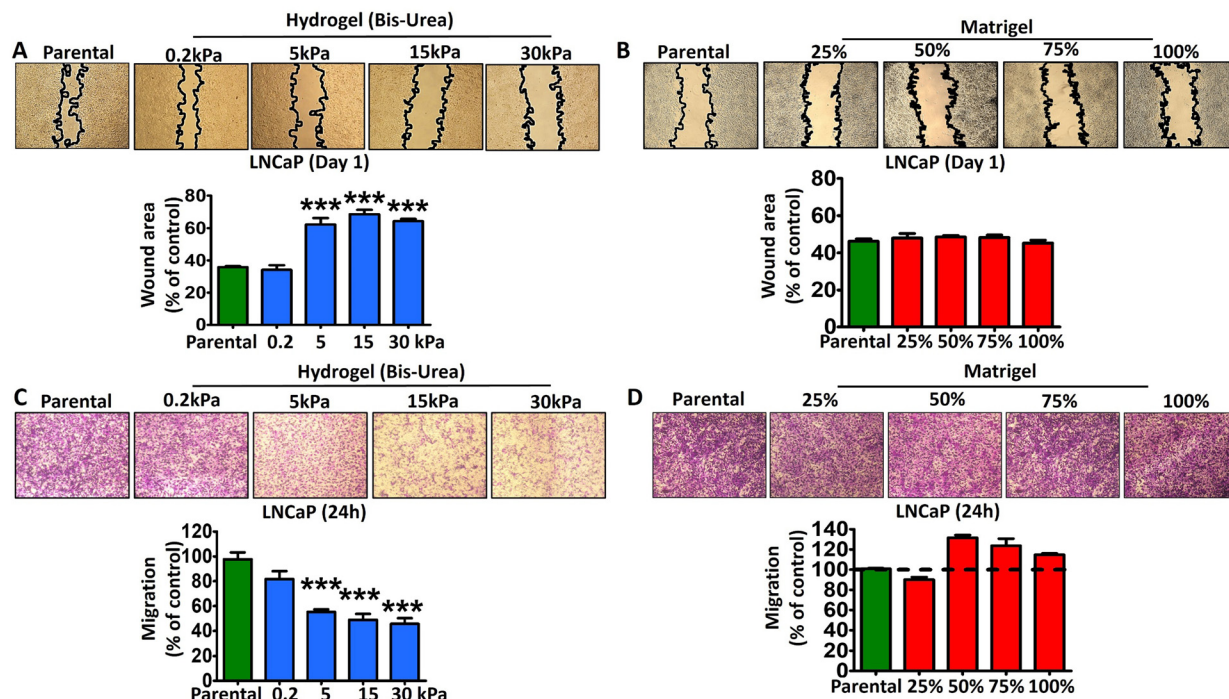 A
Hydrogel (Bis-Urea)
Parental 0.2kPa 5kPa 15kPa 30kPa
LNCaP (Day 1)
Wound area
(% of control)
80
60
40
20
0
*** *** ***
Parental 0.2 5 15 30 kPa
B
Matrigel
Parental 25% 50% 75% 100%
LNCaP (Day 1)
Wound area
(% of control)
80
60
40
20
0
Parental 25% 50% 75% 100%
C
Hydrogel (Bis-Urea)
Parental 0.2kPa 5kPa 15kPa 30kPa
LNCaP (24h)
Migration
(% of control)
120
100
80
60
40
20
0
*** *** ***
Parental 0.2 5 15 30 kPa
D
Matrigel
Parental 25% 50% 75% 100%
LNCaP (24h)
Migration
(% of control)
140
120
100
80
60
40
20
0
Parental 25% 50% 75% 100%